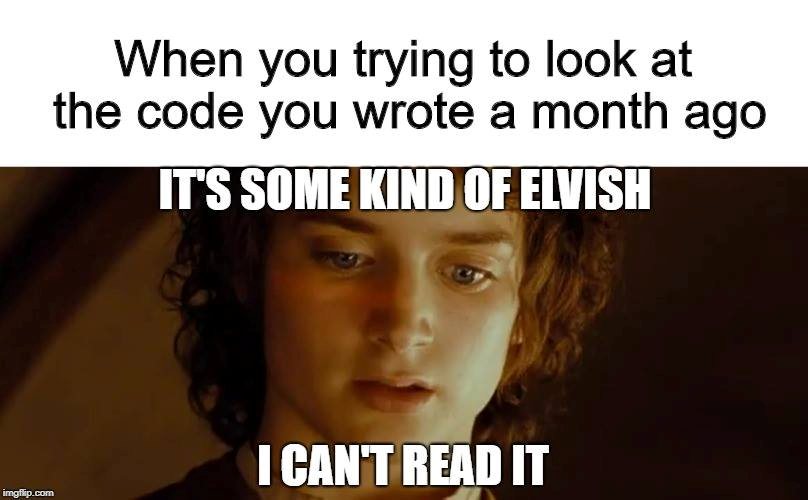 When you trying to look at
the code you wrote a month ago
IT'S SOME KIND OF ELVISH
I CAN'T READ IT
imgflip.com